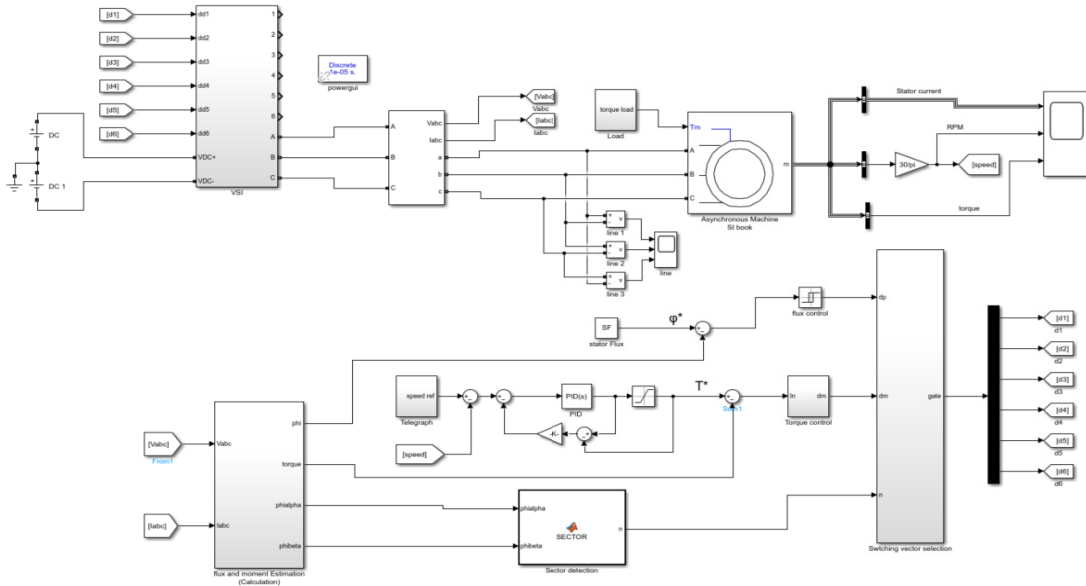 [d1]
dd1
1
[d2]
dd2
2
[d3]
dd3
3
[d4]
dd4
4
[d5]
dd5
5
[d6]
dd6
6
A
VDC+
B
VDC-
C
VSI
DC
DC 1
Discrete
1e-05 s.
powergui
A
B
C
Vabc
Iabc
a
b
c
[Vabc]
Vabc
[Iabc]
Iabc
torque load
Load
Tm
A
B
C
m
Asynchronous Machine
SI book
+
-
v
line 1
+
-
v
line 2
+
-
v
line 3
line
Stator current
RPM
30/pi
[speed]
torque
SF
stator Flux
φ*
flux control
speed ref
Telegraph
[speed]
PID(s)
PID
-K-
T*
Sum1
In
dm
Torque control
dp
dm
n
gate
Swtching vector selection
[d1]
d1
[d2]
d2
[d3]
d3
[d4]
d4
[d5]
d5
[d6]
d6
[Vabc]
From1
[Iabc]
Vabc
Iabc
phi
torque
phialpha
phibeta
flux and moment Estimation
(Calculation)
phialpha
phibeta
SECTOR
n
Sector detection